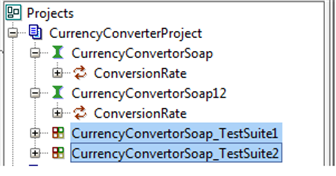 Projects
CurrencyConverterProject
CurrencyConvertorSoap
ConversionRate
CurrencyConvertorSoap12
ConversionRate
CurrencyConvertorSoap_TestSuite1
CurrencyConvertorSoap_TestSuite2